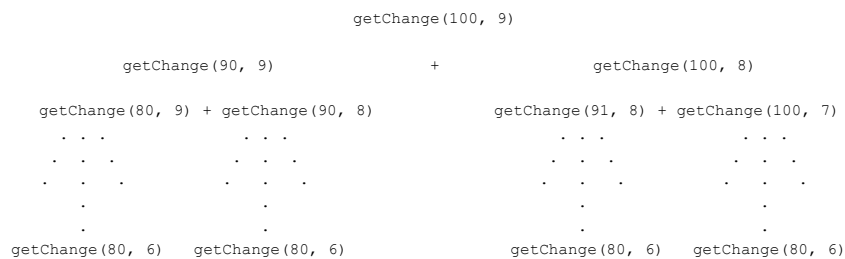 getChange(100, 9)
getChange(90, 9) + getChange(100, 8)
getChange(80, 9) + getChange(90, 8) getChange(91, 8) + getChange(100, 7)
. . . . . . . . . . . .
. . . . . . . . . . . .
. . . . . . . . . . . .
. . . .
. . . .
getChange(80, 6) getChange(80, 6) getChange(80, 6) getChange(80, 6)